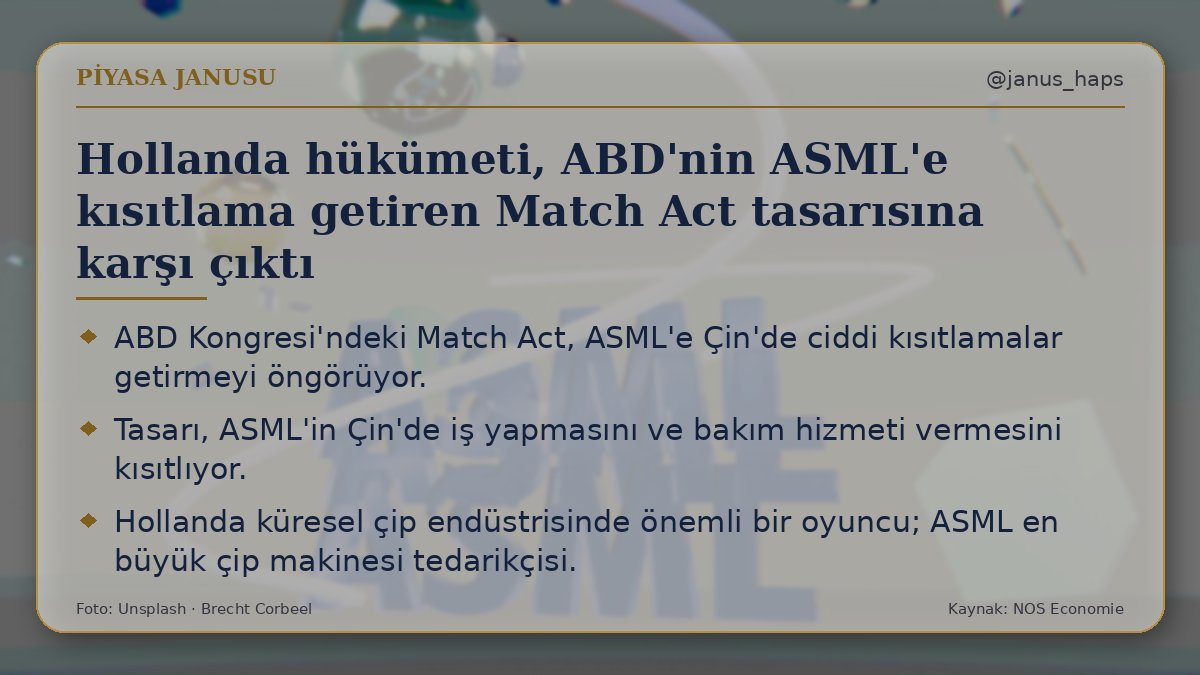 PİYASA JANUSU
@janus_haps
Hollanda hükümeti, ABD'nin ASML'e
kısıtlama getiren Match Act tasarısına
karşı çıktı
ABD Kongresi'ndeki Match Act, ASML'e Çin'de ciddi kısıtlamalar
getirmeyi öngörüyor.
Tasarı, ASML'in Çin'de iş yapmasını ve bakım hizmeti vermesini
kısıtlıyor.
Hollanda küresel çip endüstrisinde önemli bir oyuncu; ASML en
büyük çip makinesi tedarikçisi.
ASML
ASML
Foto: Unsplash · Brecht Corbeel
Kaynak: NOS Economie